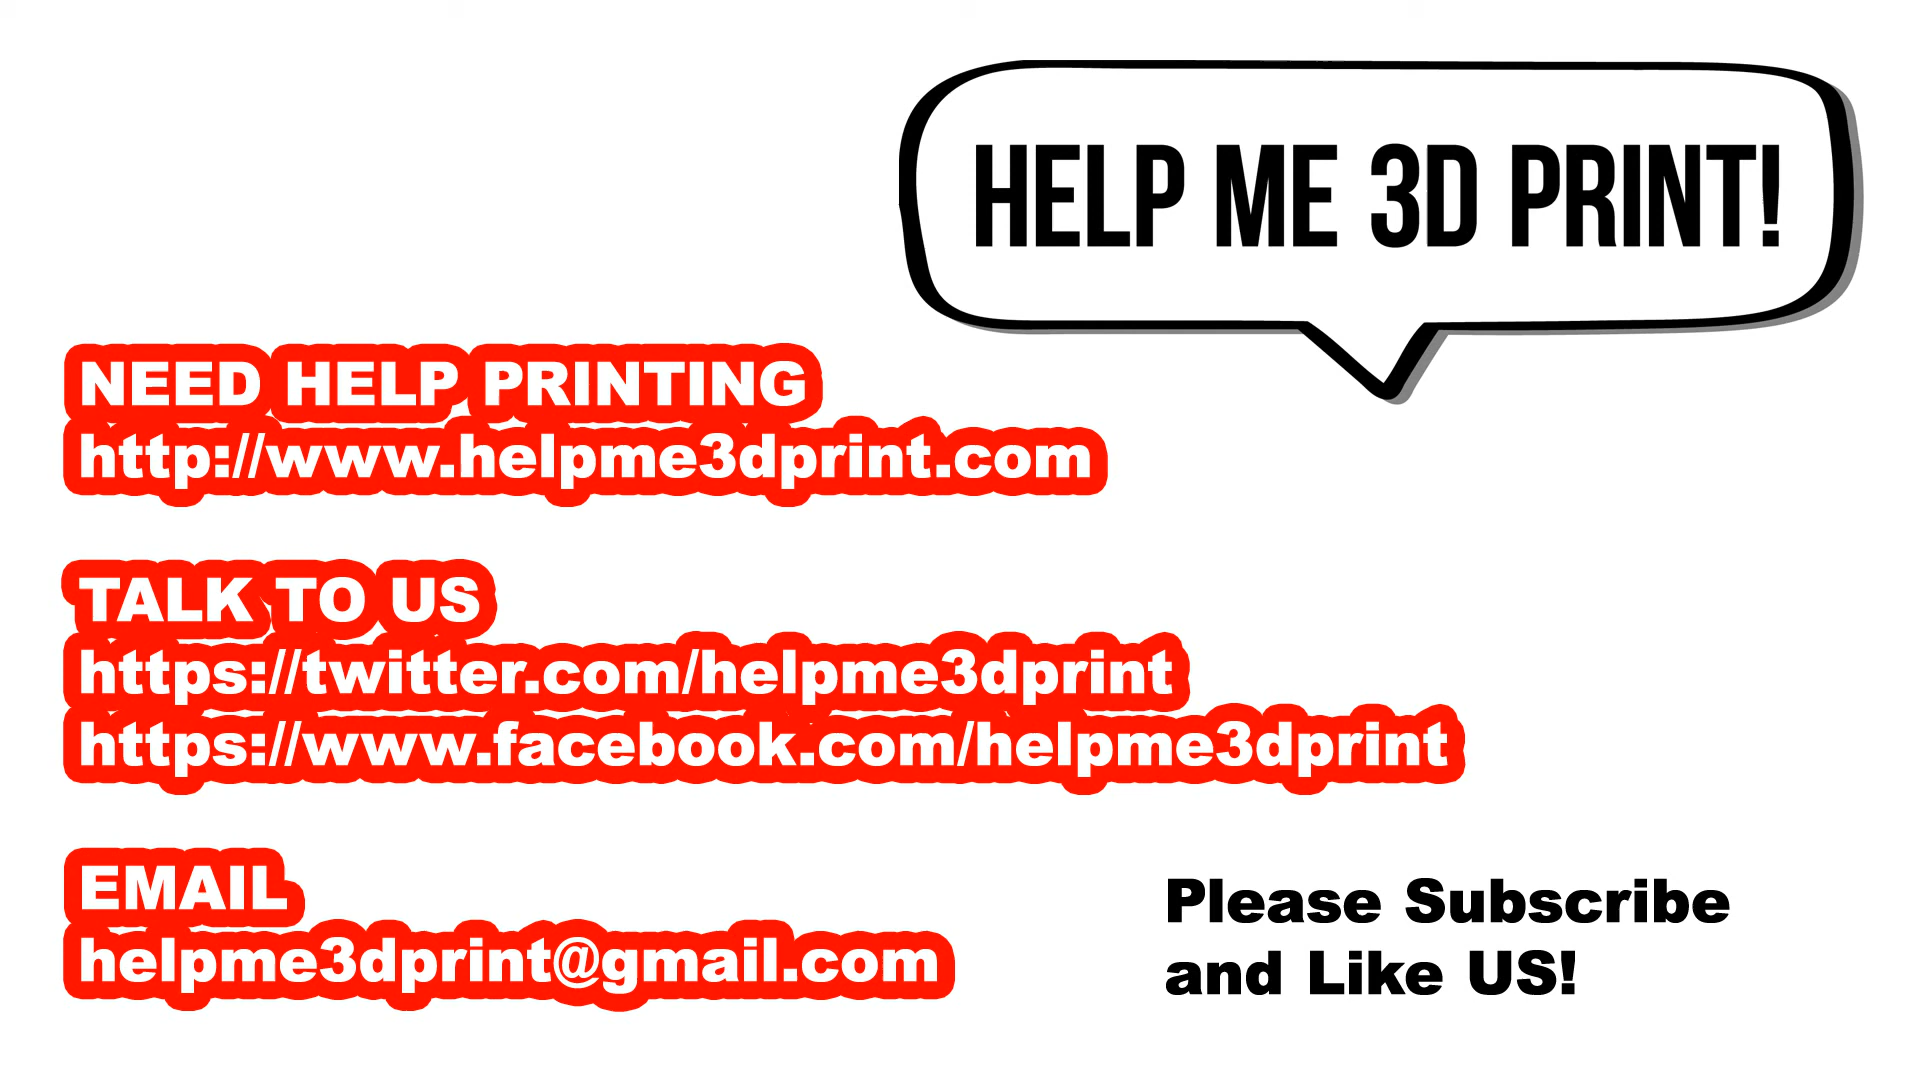 HELP ME 3D PRINT!
NEED HELP PRINTING
http://www.helpme3dprint.com
TALK TO US
https://twitter.com/helpme3dprint
https://www.facebook.com/helpme3dprint
EMAIL
helpme3dprint@gmail.com
Please Subscribe
and Like US!